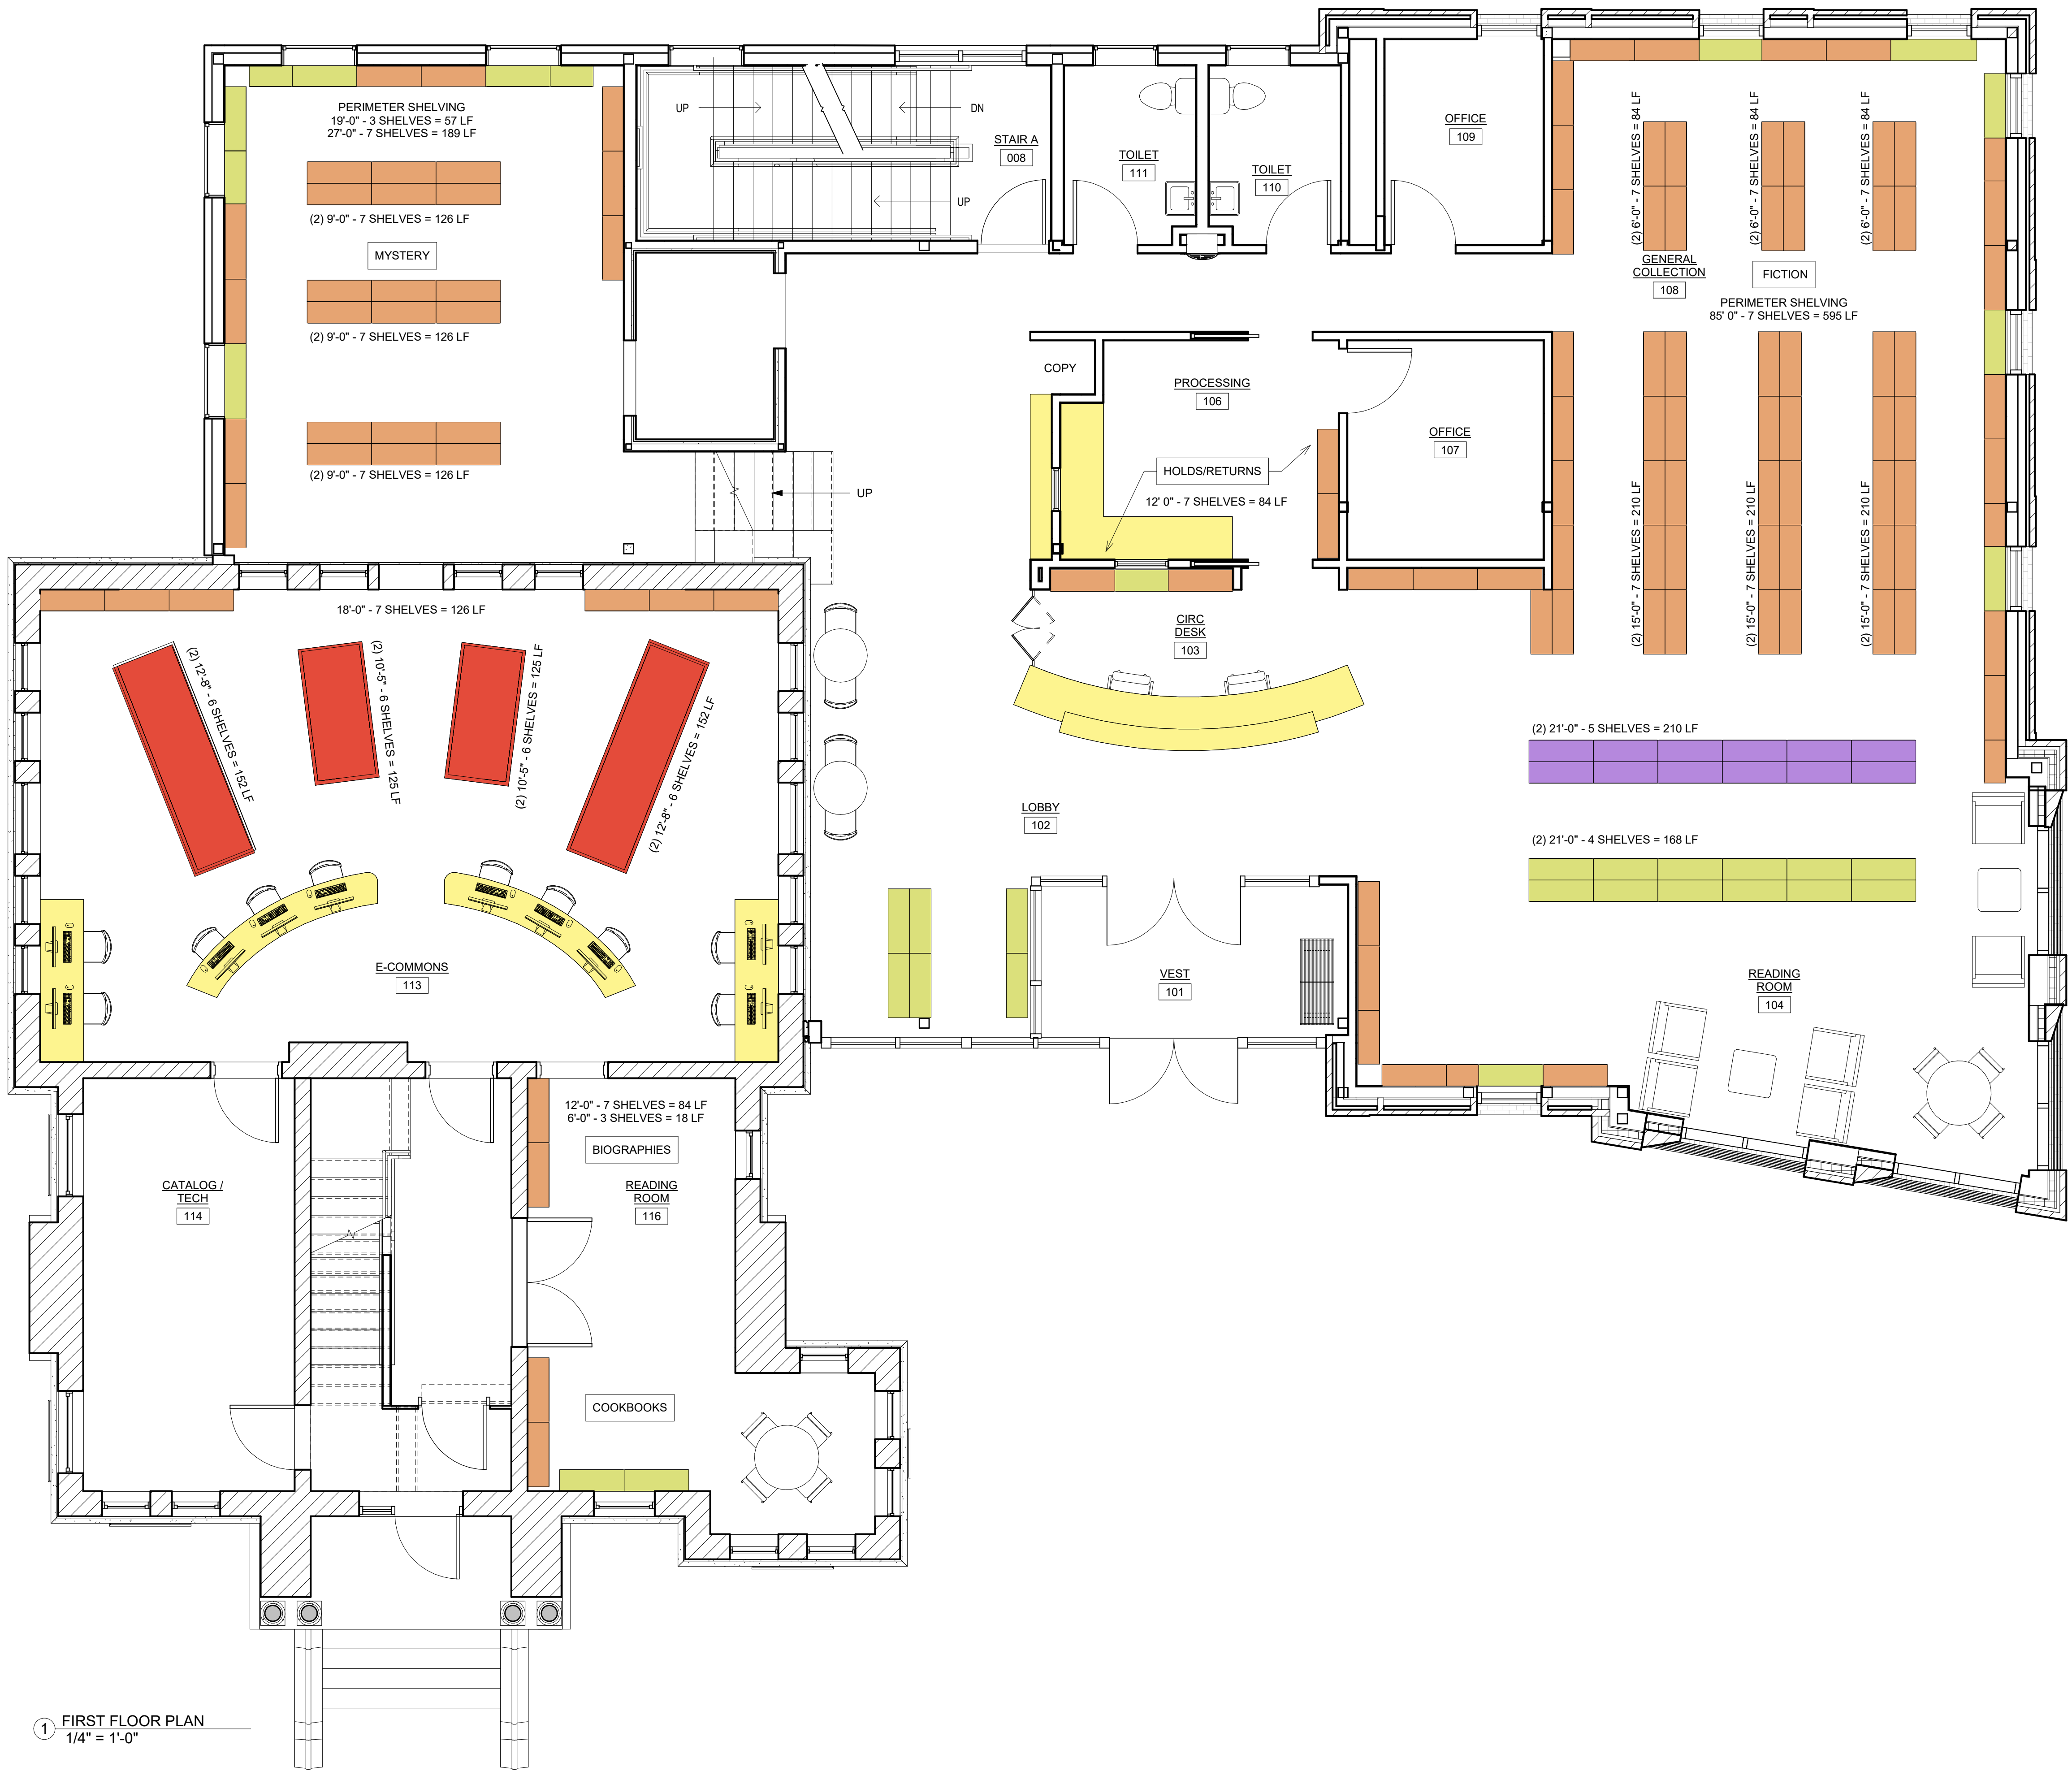 PERIMETER SHELVING
19'-0" - 3 SHELVES = 57 LF
27'-0" - 7 SHELVES = 189 LF
(2) 9'-0" - 7 SHELVES = 126 LF
MYSTERY
(2) 9'-0" - 7 SHELVES = 126 LF
(2) 9'-0" - 7 SHELVES = 126 LF
UP
DN
UP
STAIR A
008
TOILET
111
TOILET
110
OFFICE
109
(2) 6'-0" - 7 SHELVES = 84 LF
(2) 6'-0" - 7 SHELVES = 84 LF
(2) 6'-0" - 7 SHELVES = 84 LF
GENERAL
COLLECTION
108
FICTION
PERIMETER SHELVING
85' 0" - 7 SHELVES = 595 LF
COPY
PROCESSING
106
HOLDS/RETURNS
12' 0" - 7 SHELVES = 84 LF
OFFICE
107
UP
(2) 15'-0" - 7 SHELVES = 210 LF
(2) 15'-0" - 7 SHELVES = 210 LF
(2) 15'-0" - 7 SHELVES = 210 LF
18'-0" - 7 SHELVES = 126 LF
(2) 12'-8" - 6 SHELVES = 152 LF
(2) 10'-5" - 6 SHELVES = 125 LF
(2) 10'-5" - 6 SHELVES = 125 LF
(2) 12'-8" - 6 SHELVES = 152 LF
CIRC
DESK
103
(2) 21'-0" - 5 SHELVES = 210 LF
LOBBY
102
(2) 21'-0" - 4 SHELVES = 168 LF
E-COMMONS
113
VEST
101
READING
ROOM
104
12'-0" - 7 SHELVES = 84 LF
6'-0" - 3 SHELVES = 18 LF
BIOGRAPHIES
CATALOG /
TECH
114
READING
ROOM
116
COOKBOOKS
1
FIRST FLOOR PLAN
1/4" = 1'-0"